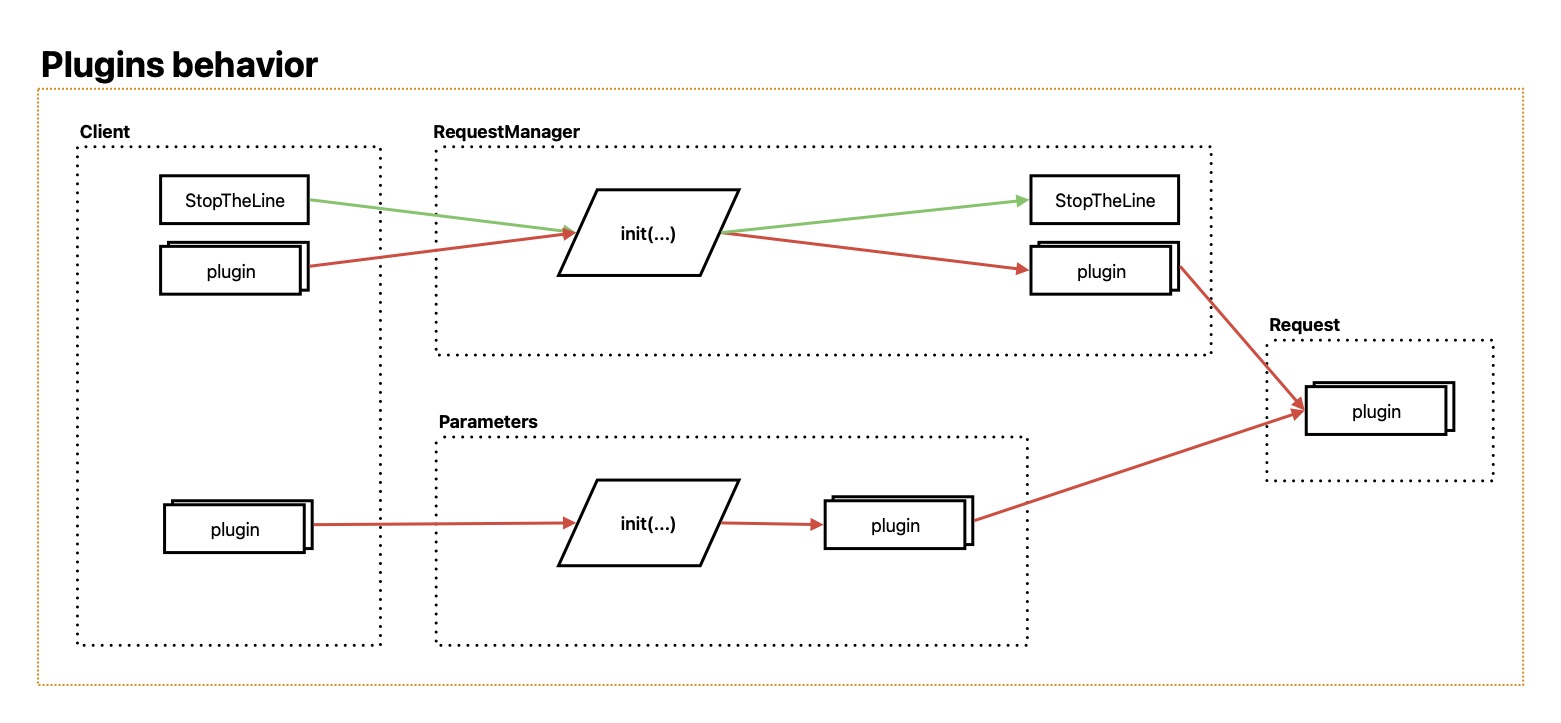 Plugins behavior
Client
RequestManager
StopTheLine
init(...)
StopTheLine
plugin
plugin
Request
plugin
Parameters
plugin
init(...)
plugin